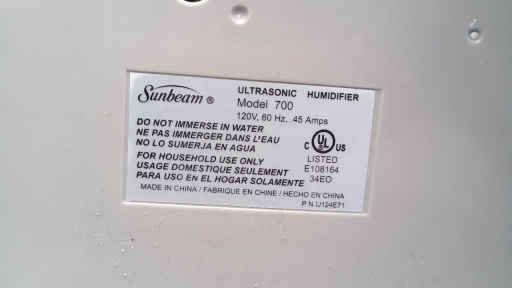 Sunbeam ®
ULTRASONIC HUMIDIFIER
Model 700
120V, 60 Hz, .45 Amps
DO NOT IMMERSE IN WATER
NE PAS IMMERGER DANS L'EAU
NO LO SUMERJA EN AGUA
FOR HOUSEHOLD USE ONLY
USAGE DOMESTIQUE SEULEMENT
PARA USO EN EL HOGAR SOLAMENTE
C UL US
LISTED
E108164
34EO
MADE IN CHINA / FABRIQUE EN CHINE / HECHO EN CHINA
P.N.U124E71